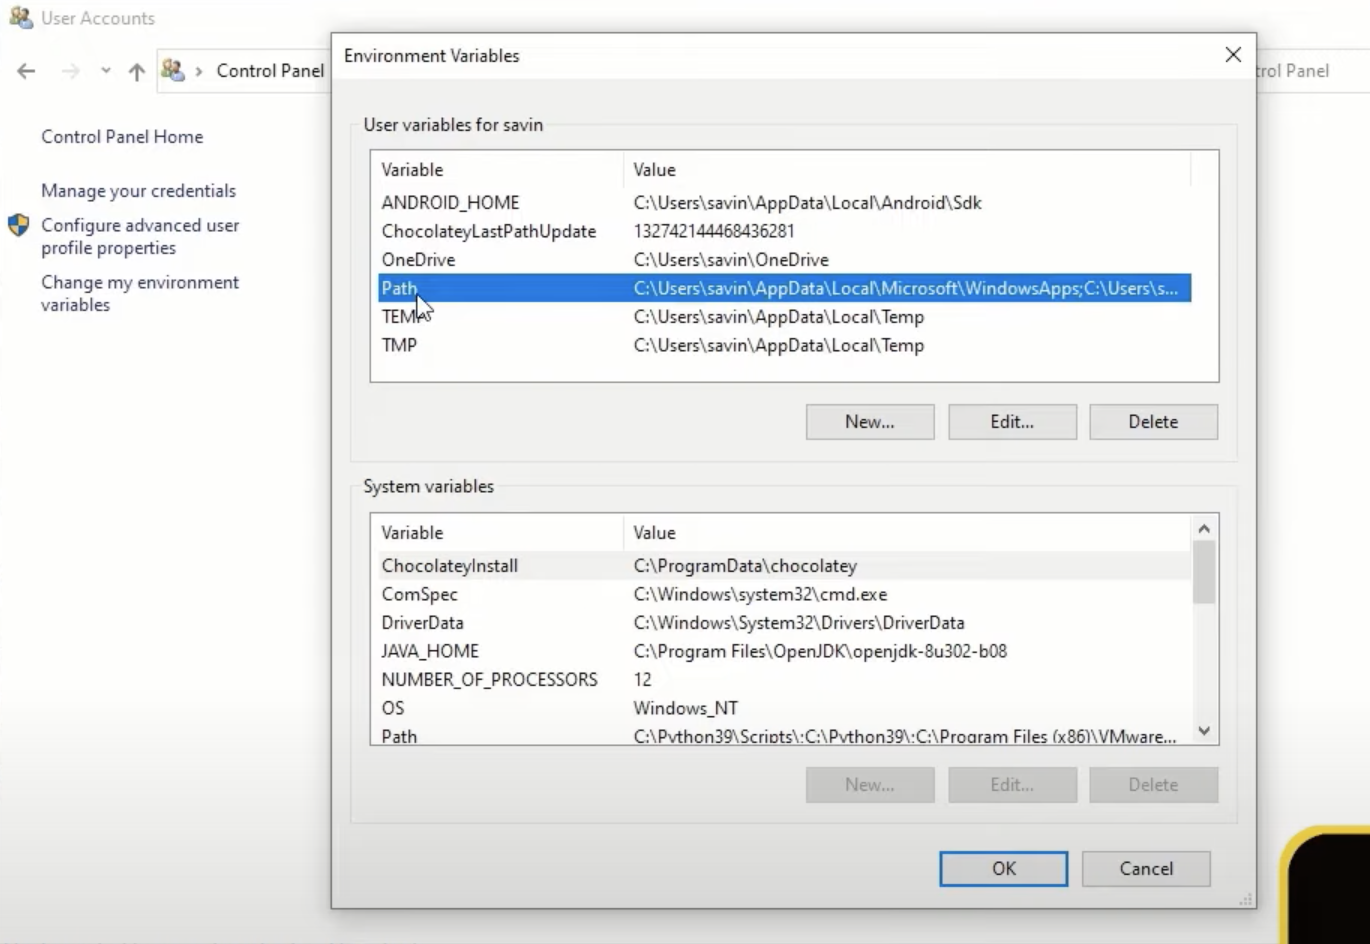 User Accounts
Control Panel
trol Panel
Control Panel Home
Manage your credentials
Configure advanced user
profile properties
Change my environment
variables
Environment Variables
User variables for savin
Variable Value
ANDROID_HOME C:\Users\savin\AppData\Local\Android\Sdk
ChocolateyLastPathUpdate 132742144468436281
OneDrive C:\Users\savin\OneDrive
Path C:\Users\savin\AppData\Local\Microsoft\WindowsApps;C:\Users\s...
TEMP C:\Users\savin\AppData\Local\Temp
TMP C:\Users\savin\AppData\Local\Temp
New... Edit... Delete
System variables
Variable Value
ChocolateyInstall C:\ProgramData\chocolatey
ComSpec C:\Windows\system32\cmd.exe
DriverData C:\Windows\System32\Drivers\DriverData
JAVA_HOME C:\Program Files\OpenJDK\openjdk-8u302-b08
NUMBER_OF_PROCESSORS 12
OS Windows_NT
Path C:\Python39\Scripts\;C:\Python39\;C:\Program Files (x86)\VMware...
New... Edit... Delete
OK Cancel